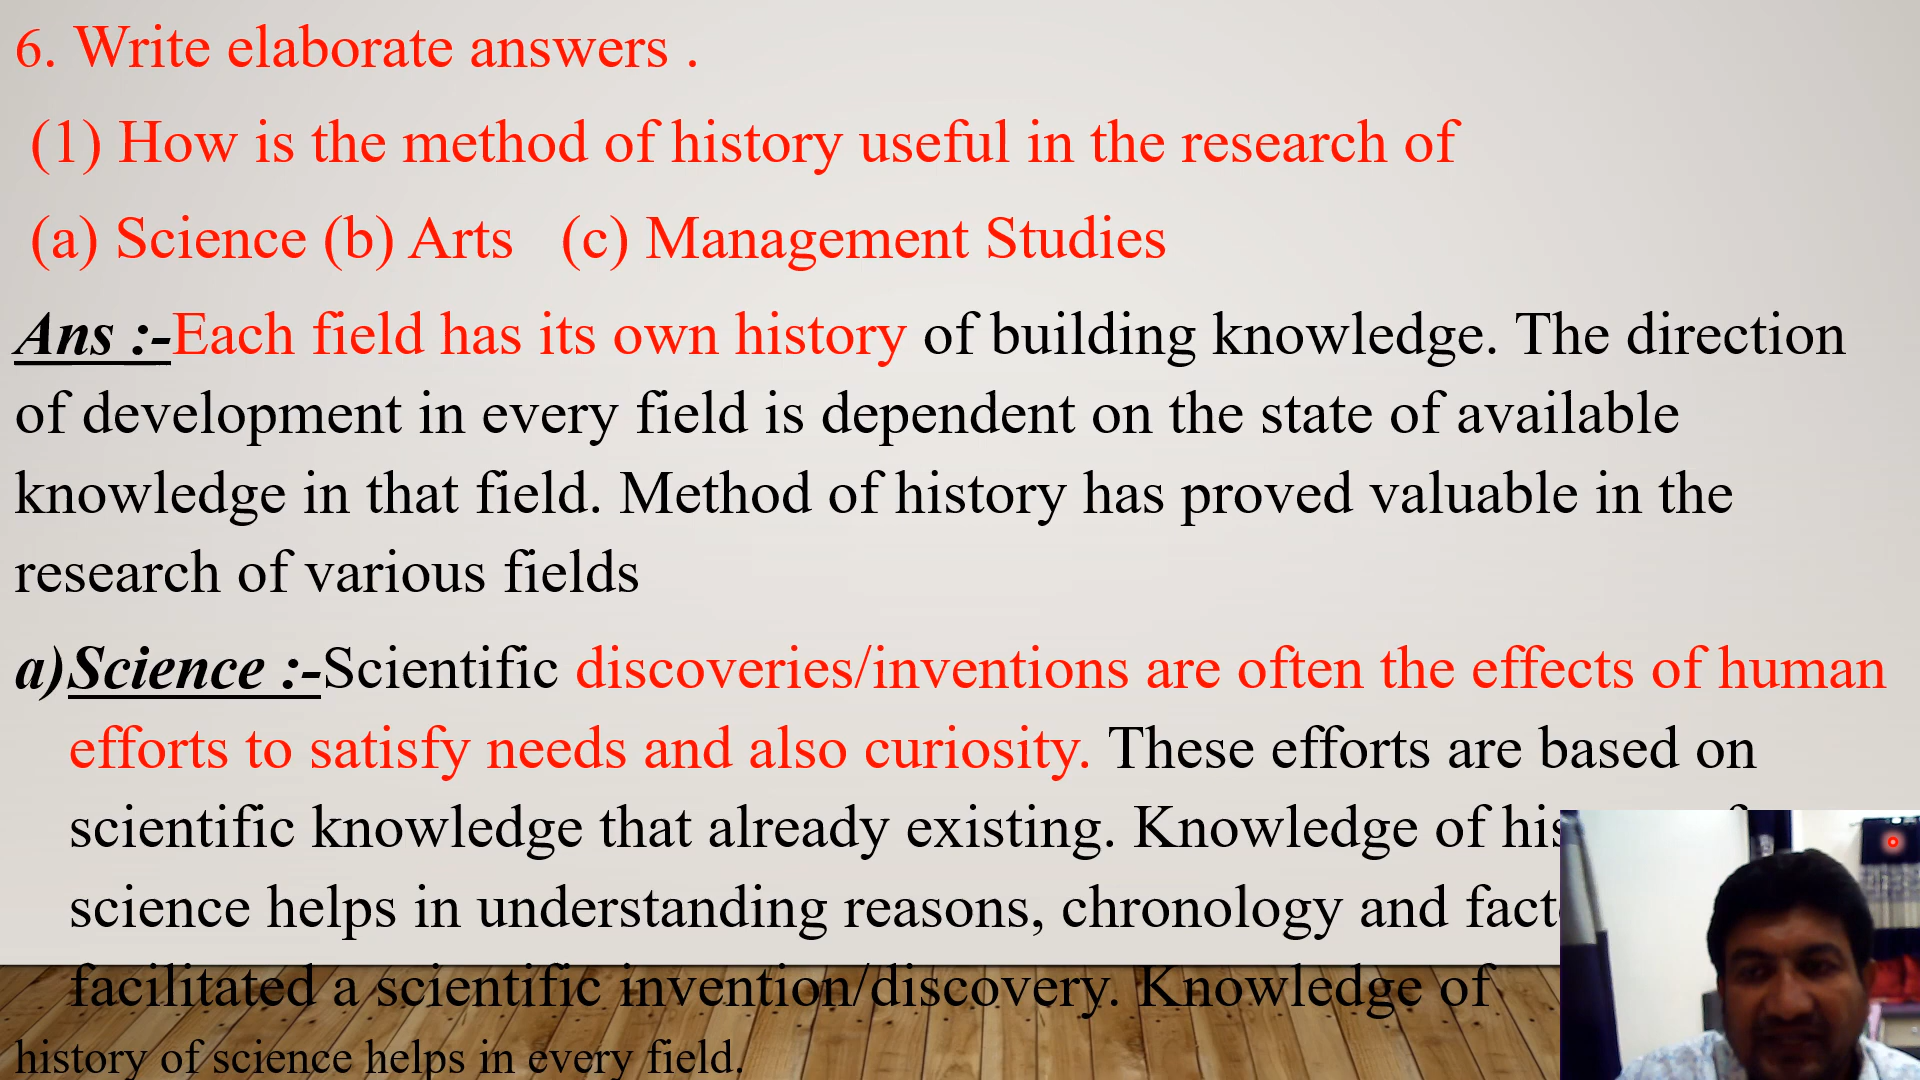 6. Write elaborate answers .
(1) How is the method of history useful in the research of
(a) Science (b) Arts (c) Management Studies
Ans :-Each field has its own history of building knowledge. The direction
of development in every field is dependent on the state of available
knowledge in that field. Method of history has proved valuable in the
research of various fields
a)Science :-Scientific discoveries/inventions are often the effects of human
efforts to satisfy needs and also curiosity. These efforts are based on
scientific knowledge that already existing. Knowledge of
science helps in understanding reasons, chronology and
facilitated a scientific invention/discovery. Knowledge of
history of science helps in every field.